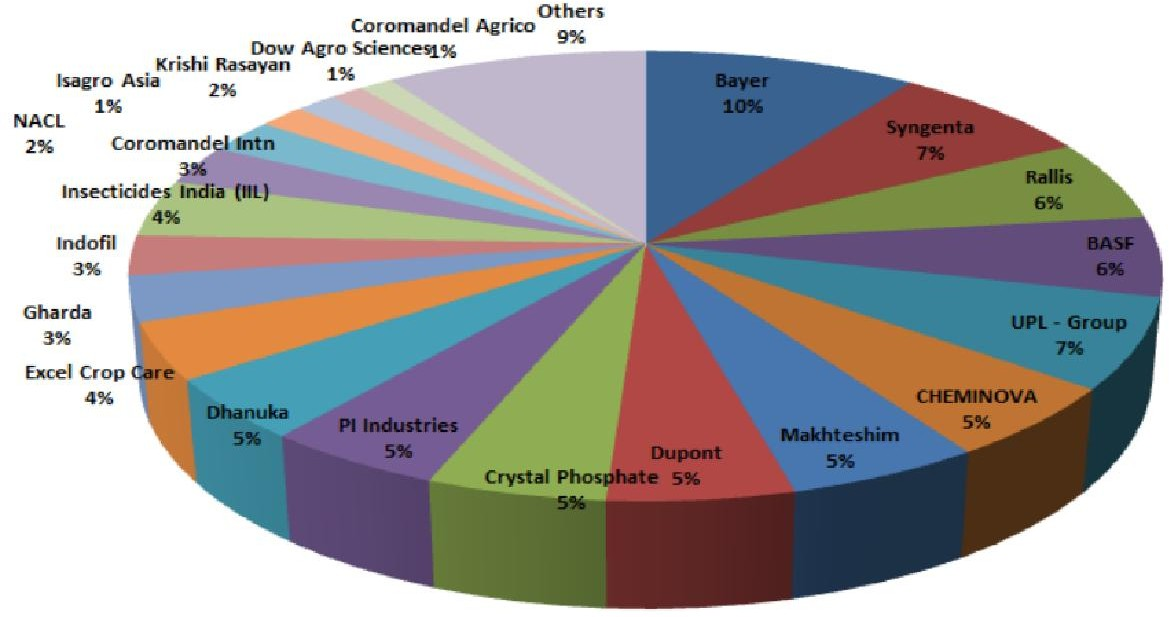 Others
9%
Bayer
10%
Syngenta
7%
Rallis
6%
BASF
6%
UPL - Group
7%
CHEMINOVA
5%
Makhteshim
5%
Dupont
5%
Crystal Phosphate
5%
PI Industries
5%
Dhanuka
5%
Excel Crop Care
4%
Gharda
3%
Indofil
3%
Insecticides India (IIL)
4%
Coromandel Intn
3%
NACL
2%
Isagro Asia
1%
Krishi Rasayan
2%
Dow Agro Sciences
1%
Coromandel Agrico
1%